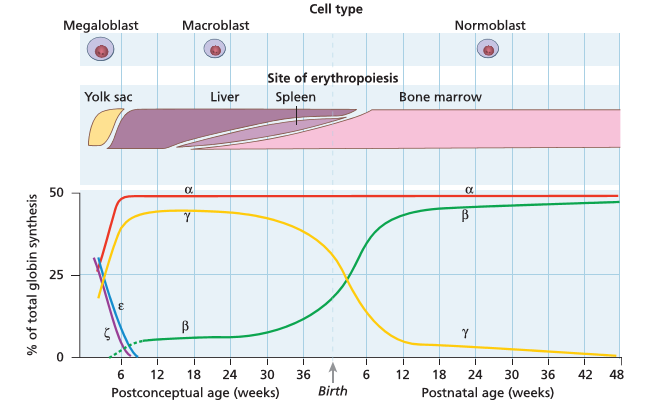 Cell type
Megaloblast Macroblast Normoblast
Site of erythropoiesis
Yolk sac Liver Spleen Bone marrow
% of total globin synthesis
50
25
0
α α
γ β
ε
ζ β γ
6 12 18 24 30 36 6 12 18 24 30 36 42 48
Postconceptual age (weeks) Birth Postnatal age (weeks)